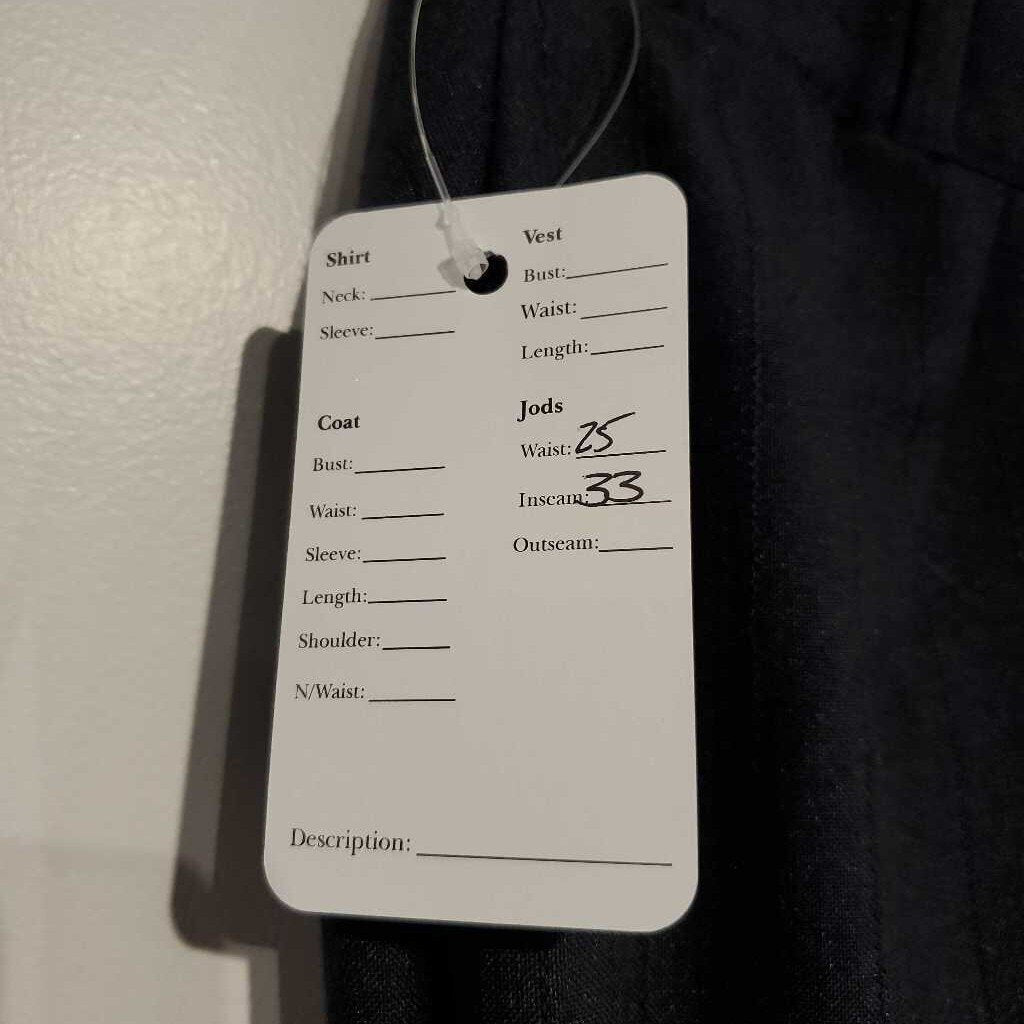 Shirt
Neck:
Sleeve:
Vest
Bust:
Waist:
Length:
Coat
Bust:
Waist:
Sleeve:
Length:
Shoulder:
N/Waist:
Jods
Waist: 25
Inseam: 33
Outseam:
Description: